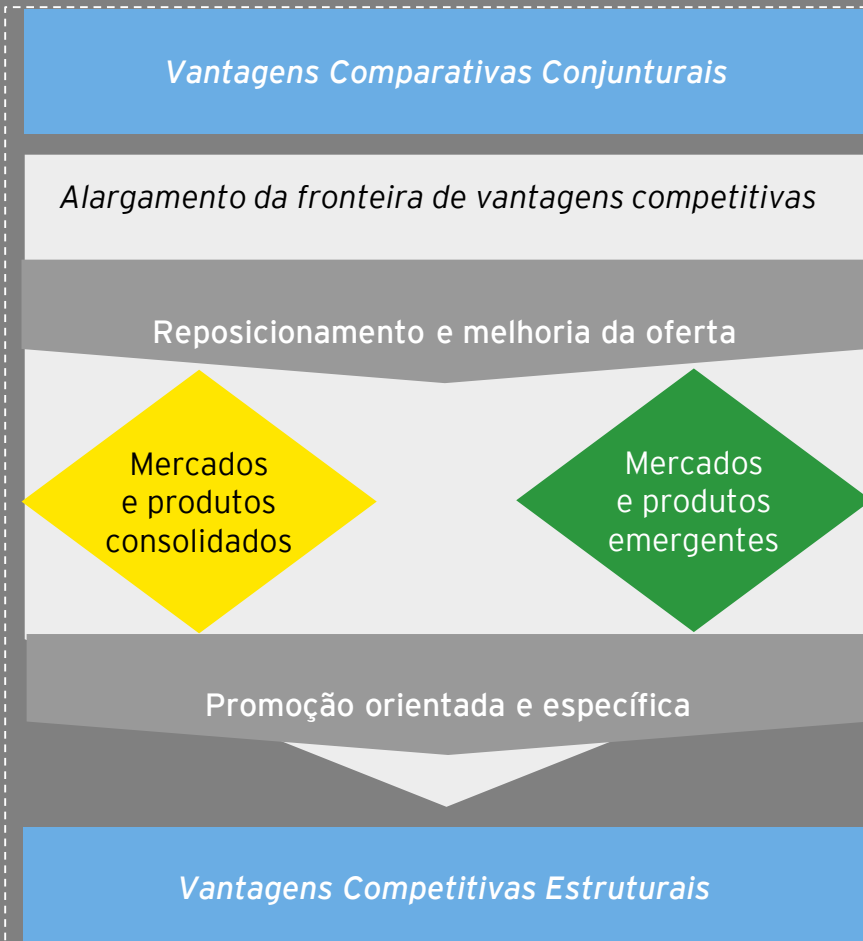 Vantagens Comparativas Conjunturais
Alargamento da fronteira de vantagens competitivas
Reposicionamento e melhoria da oferta
Mercados
e produtos
consolidados
Mercados
e produtos
emergentes
Promoção orientada e específica
Vantagens Competitivas Estruturais